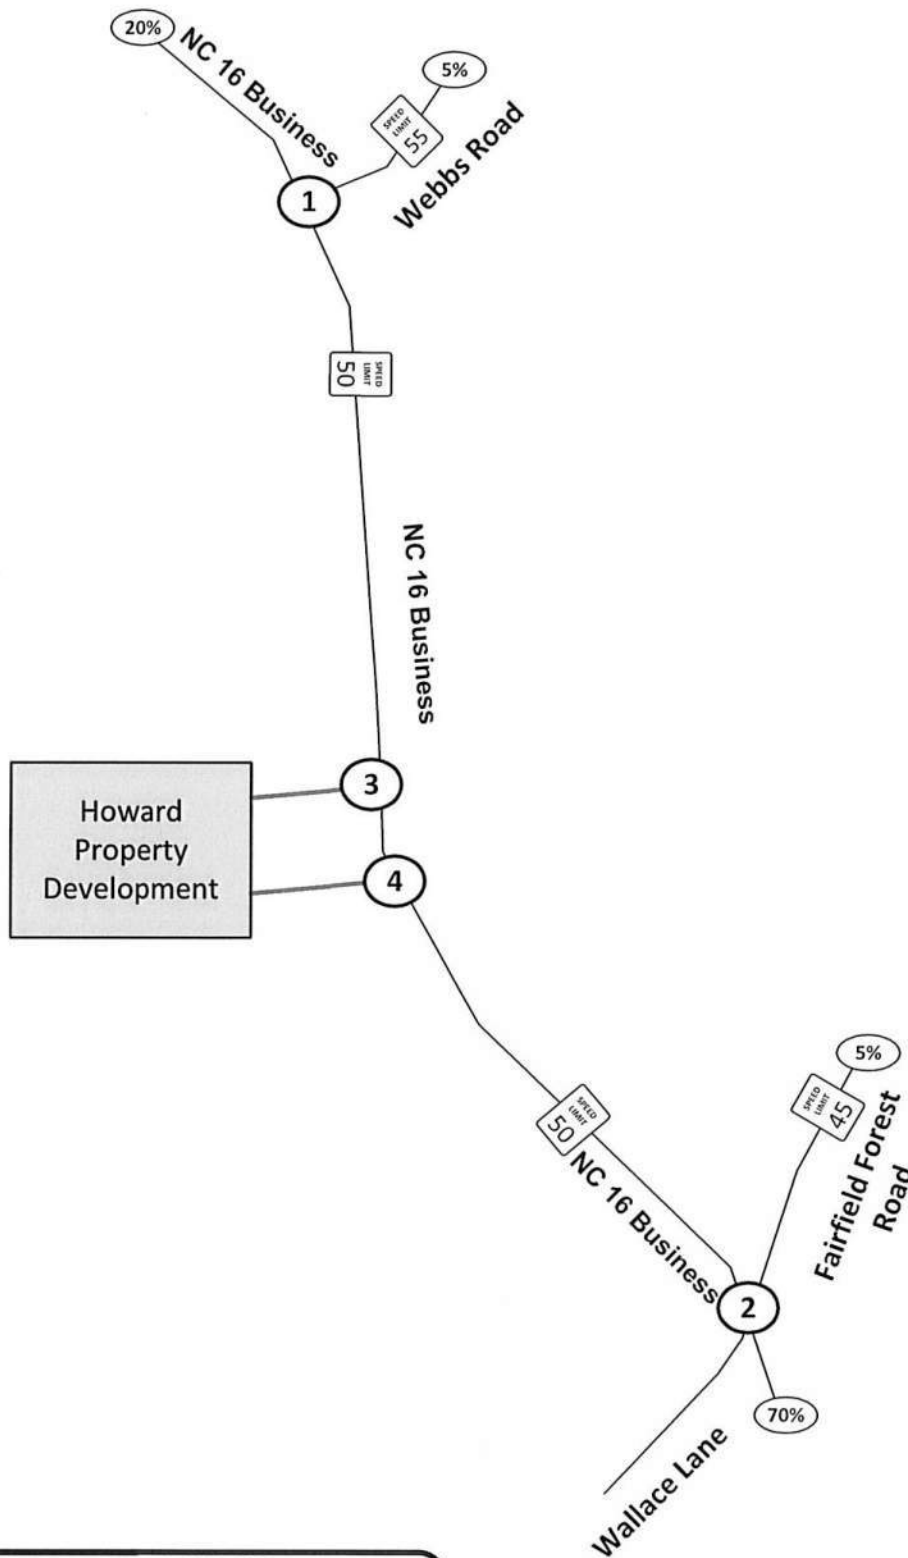 20%
NC 16 Business
5%
SPEED
LIMIT
55
Webbs Road
1
SPEED
LIMIT
50
NC 16 Business
3
Howard
Property
Development
4
5%
SPEED
LIMIT
45
Fairfield Forest
Road
SPEED
LIMIT
50
NC 16 Business
2
70%
Wallace Lane